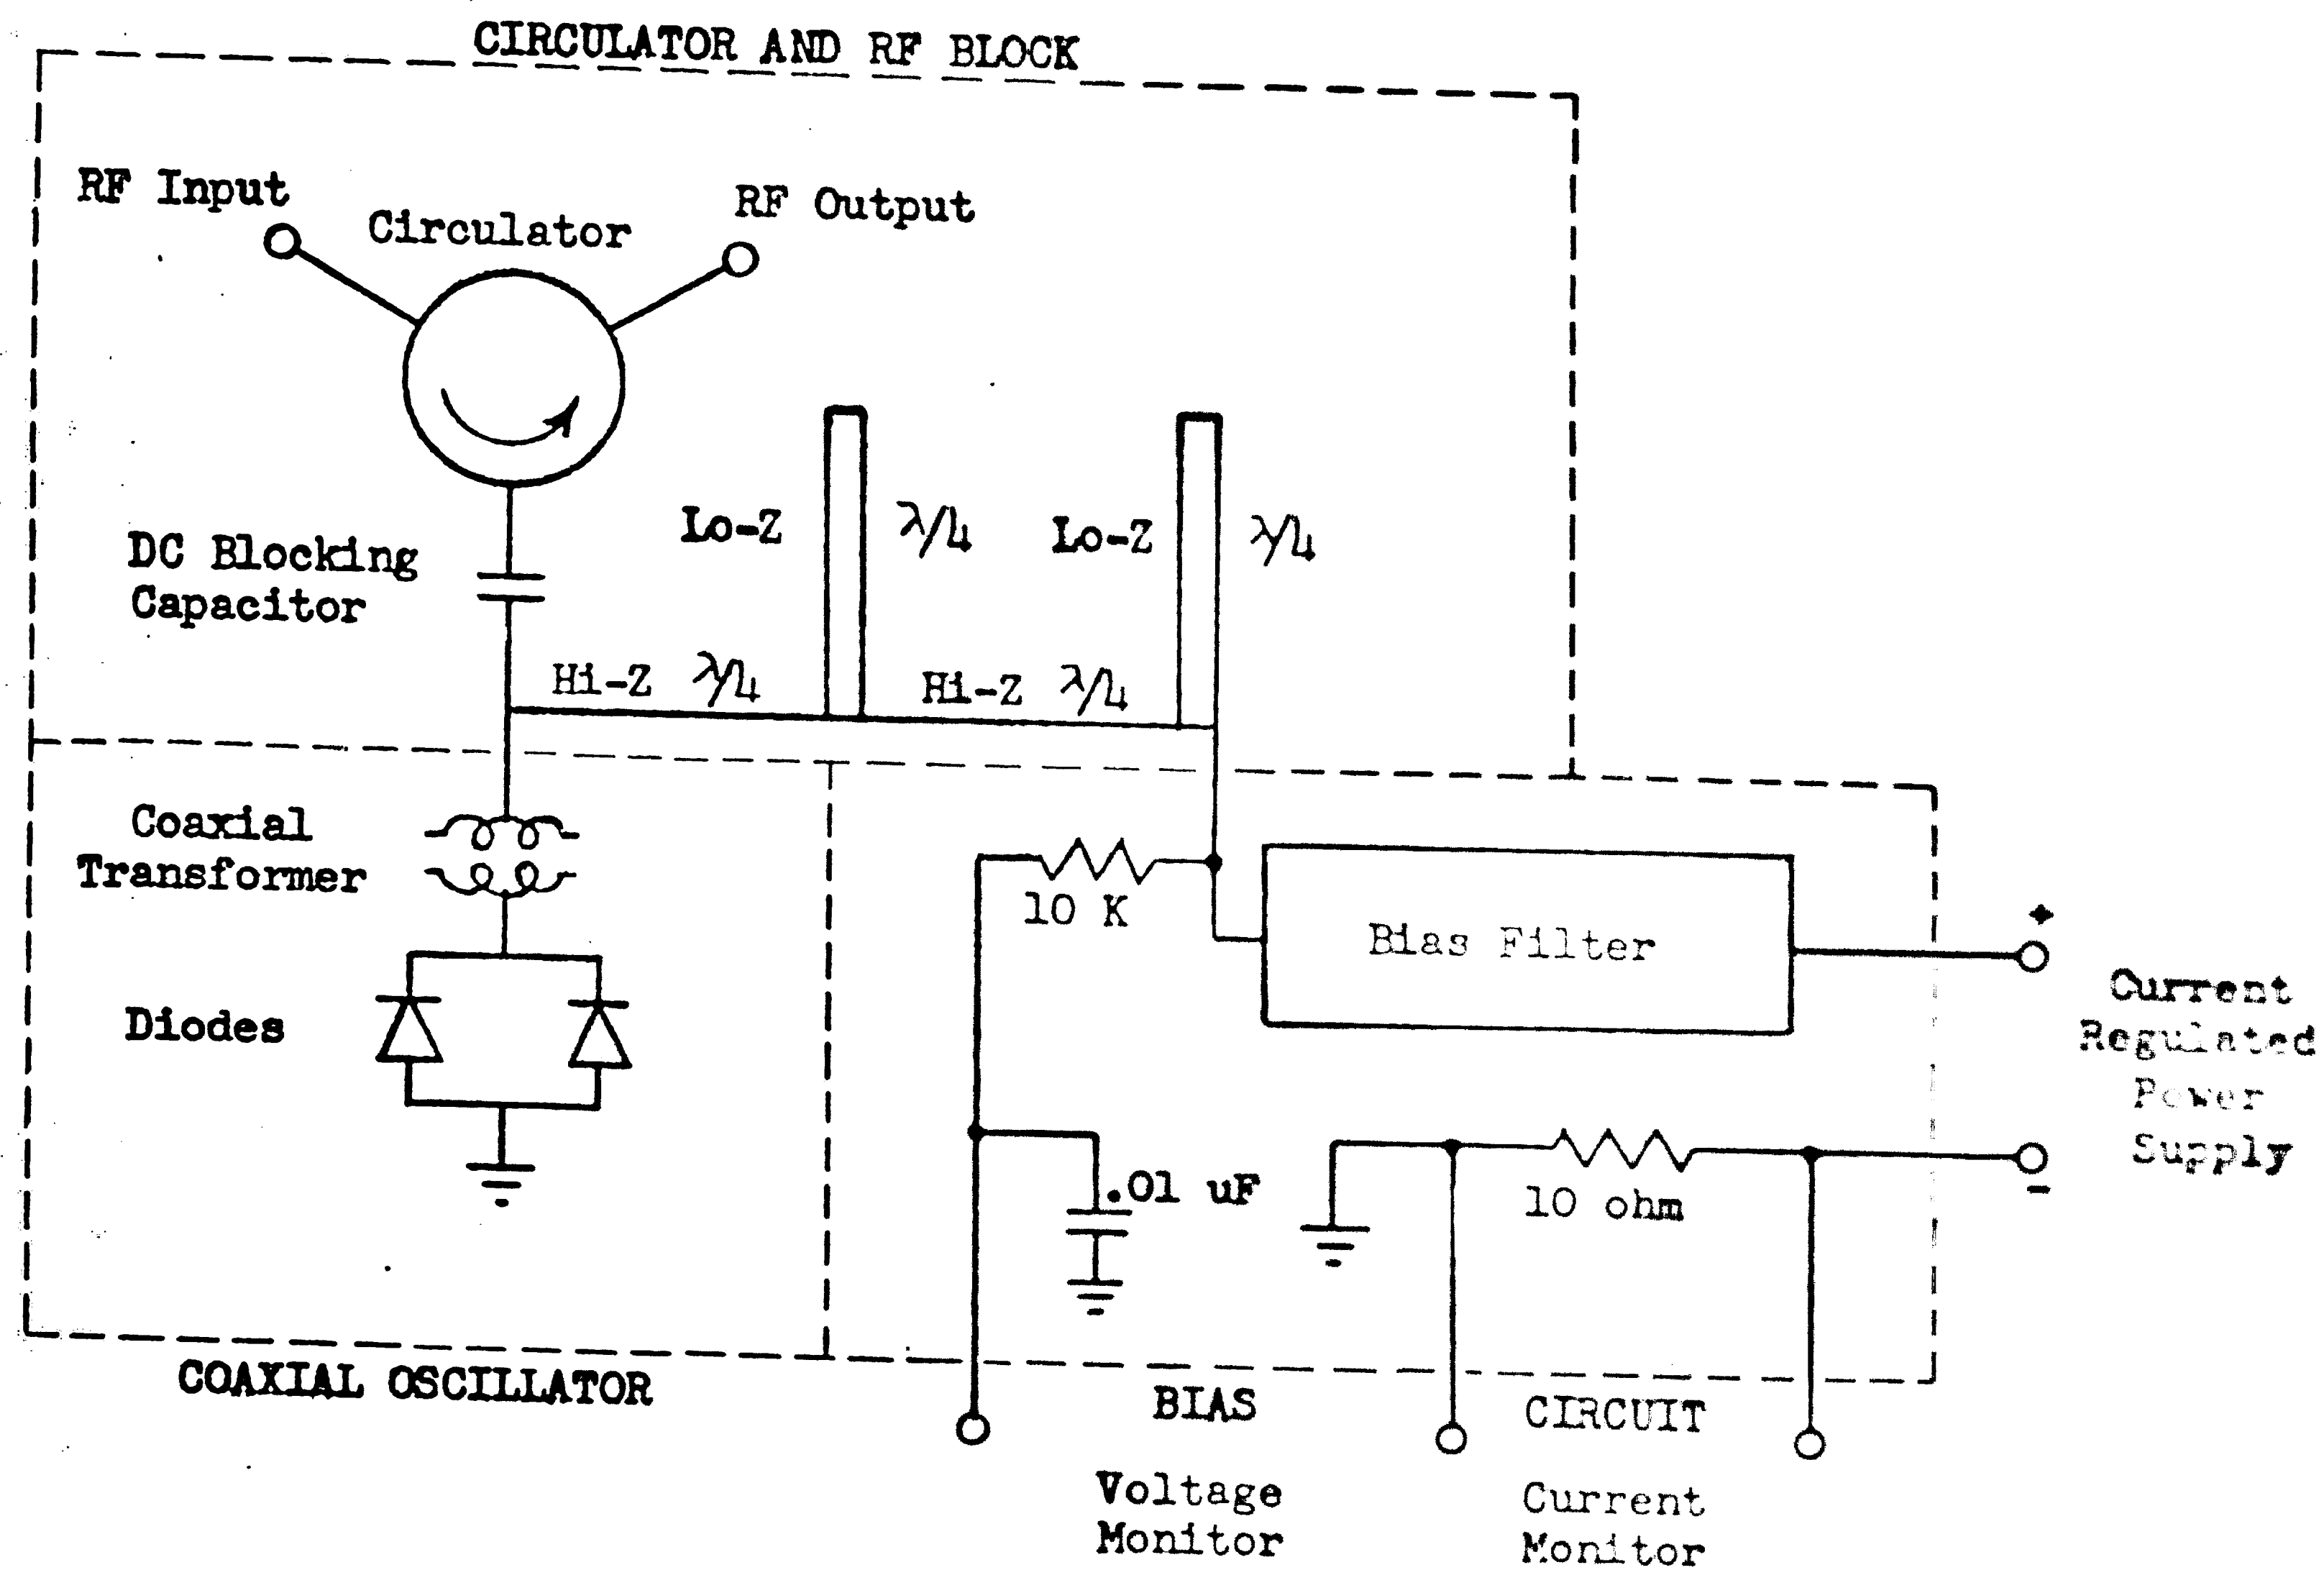 CIRCULATOR AND RF BLOCK
RF Input
Circulator
RF Output
DC Blocking
Capacitor
Lo-Z
λ/4
Lo-Z
λ/4
Hi-Z λ/4
Hi-Z λ/4
Coaxial
Transformer
10 K
Bias Filter
+
Current
Regulated
Power
Supply
-
Diodes
.01 uF
10 ohm
COAXIAL OSCILLATOR
BIAS CIRCUIT
Voltage
Monitor
Current
Monitor